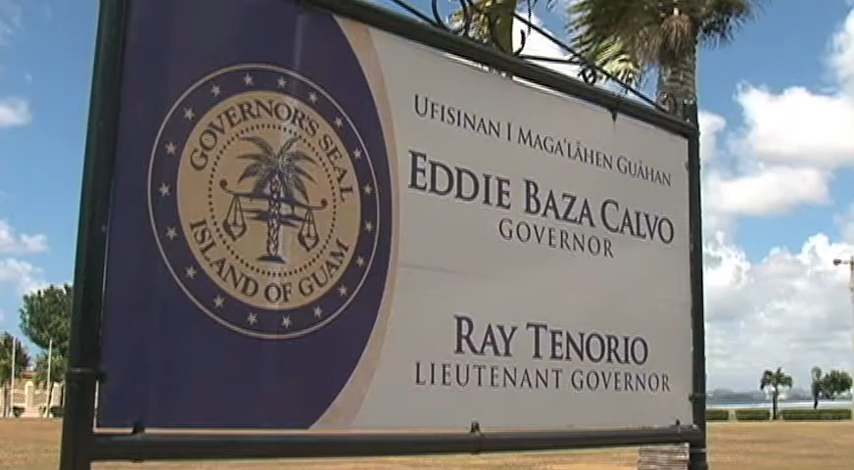 GOVERNOR'S SEAL
ISLAND OF GUAM
UFISINAN I MAGA'LÅHEN GUÅHAN
EDDIE BAZA CALVO
GOVERNOR
RAY TENORIO
LIEUTENANT GOVERNOR